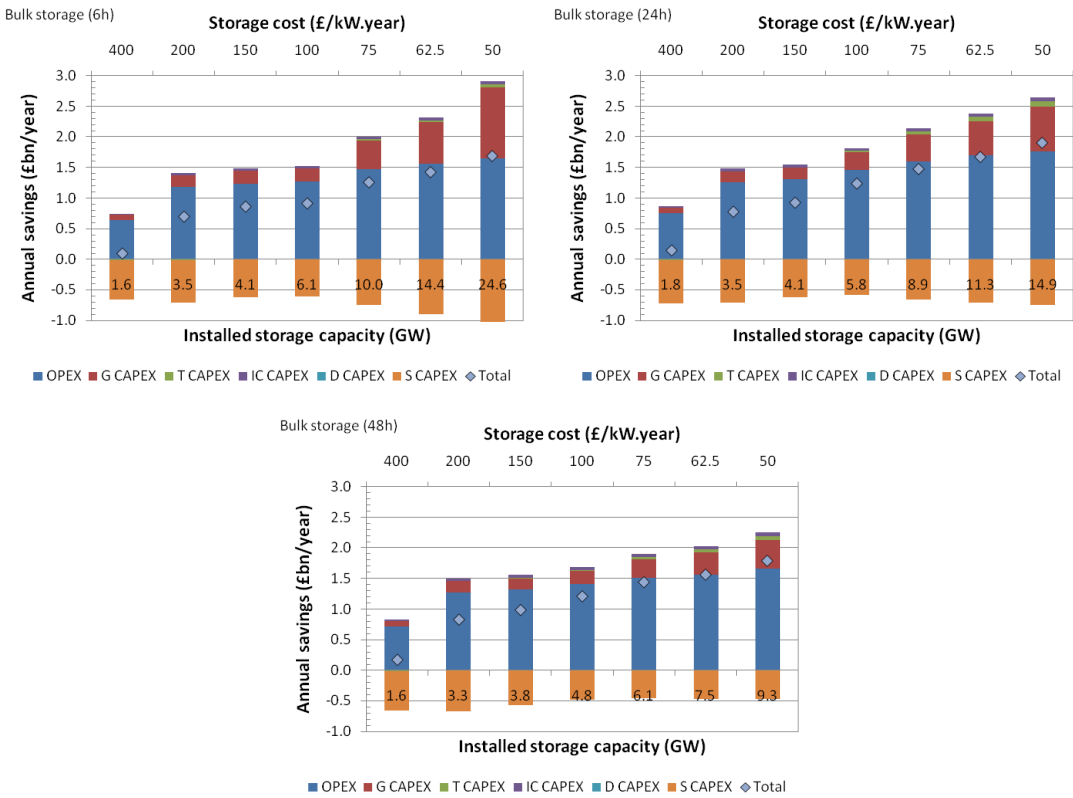 Bulk storage (6h)
Storage cost (£/kW.year)
400 200 150 100 75 62.5 50
Annual savings (£bn/year)
3.0
2.5
2.0
1.5
1.0
0.5
0.0
-0.5
-1.0
1.6 3.5 4.1 6.1 10.0 14.4 24.6
Installed storage capacity (GW)
OPEX G CAPEX T CAPEX IC CAPEX D CAPEX S CAPEX Total
Bulk storage (24h)
Storage cost (£/kW.year)
400 200 150 100 75 62.5 50
Annual savings (£bn/year)
3.0
2.5
2.0
1.5
1.0
0.5
0.0
-0.5
-1.0
1.8 3.5 4.1 5.8 8.9 11.3 14.9
Installed storage capacity (GW)
OPEX G CAPEX T CAPEX IC CAPEX D CAPEX S CAPEX Total
Bulk storage (48h)
Storage cost (£/kW.year)
400 200 150 100 75 62.5 50
Annual savings (£bn/year)
3.0
2.5
2.0
1.5
1.0
0.5
0.0
-0.5
-1.0
1.6 3.3 3.8 4.8 6.1 7.5 9.3
Installed storage capacity (GW)
OPEX G CAPEX T CAPEX IC CAPEX D CAPEX S CAPEX Total